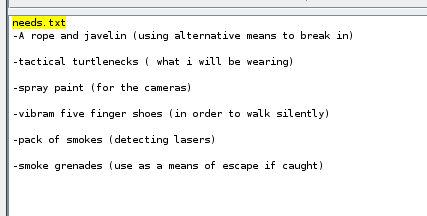 needs.txt
-A rope and javelin (using alternative means to break in)
-tactical turtlenecks ( what i will be wearing)
-spray paint (for the cameras)
-vibram five finger shoes (in order to walk silently)
-pack of smokes (detecting lasers)
-smoke grenades (use as a means of escape if caught)